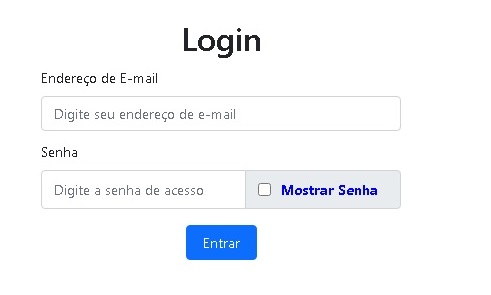 Login
Endereço de E-mail
Digite seu endereço de e-mail
Senha
Digite a senha de acesso Mostrar Senha
Entrar